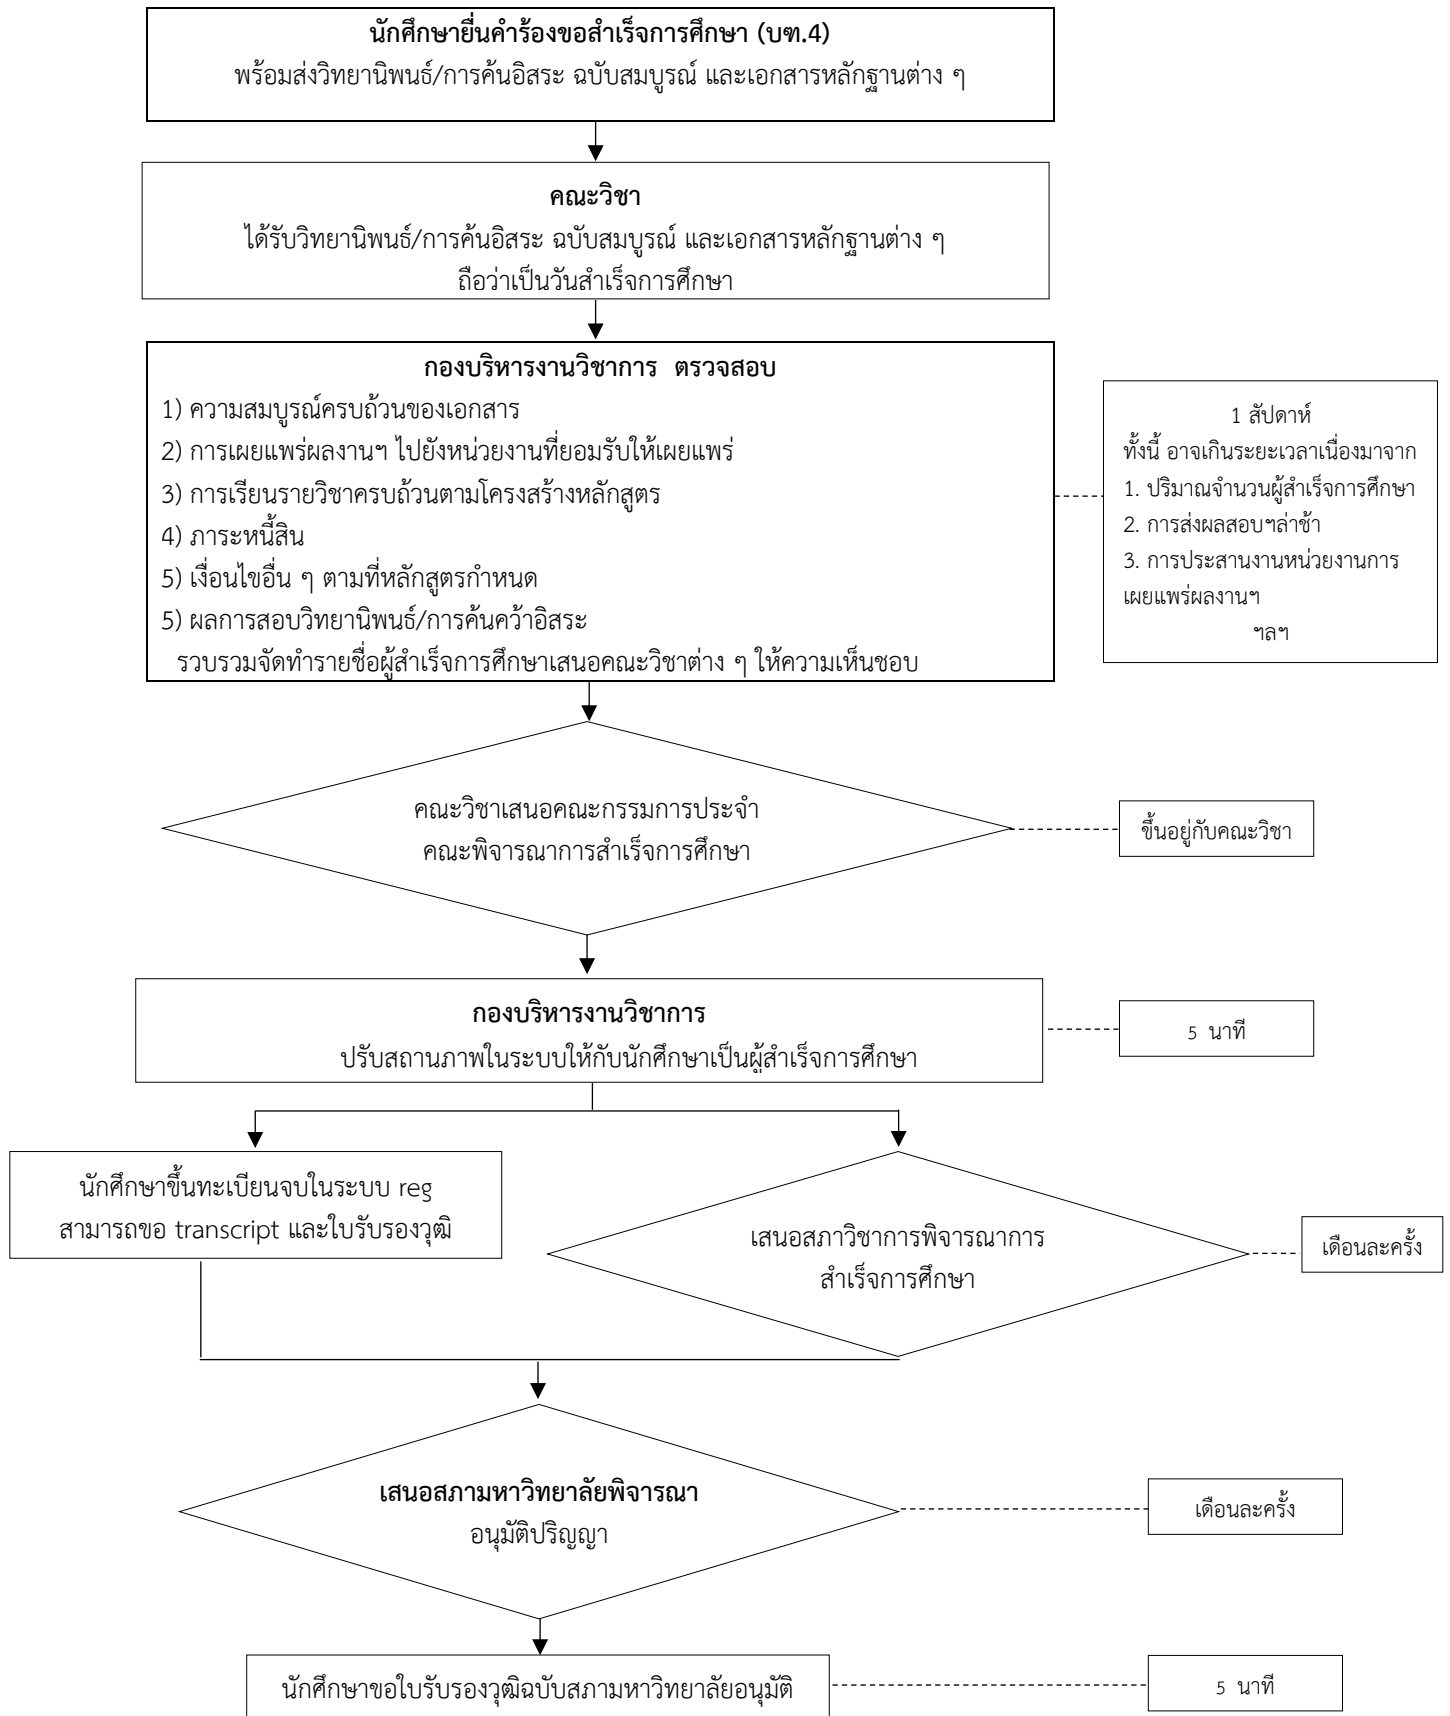 นักศึกษายื่นคำร้องขอสำเร็จการศึกษา (บฑ.4)
พร้อมส่งวิทยานิพนธ์/การค้นอิสระ ฉบับสมบูรณ์ และเอกสารหลักฐานต่าง ๆ
คณะวิชา
ได้รับวิทยานิพนธ์/การค้นอิสระ ฉบับสมบูรณ์ และเอกสารหลักฐานต่าง ๆ
ถือว่าเป็นวันสำเร็จการศึกษา
กองบริหารงานวิชาการ ตรวจสอบ
1) ความสมบูรณ์ครบถ้วนของเอกสาร
2) การเผยแพร่ผลงานฯ ไปยังหน่วยงานที่ยอมรับให้เผยแพร่
3) การเรียนรายวิชาครบถ้วนตามโครงสร้างหลักสูตร
4) ภาระหนี้สิน
5) เงื่อนไขอื่น ๆ ตามที่หลักสูตรกำหนด
5) ผลการสอบวิทยานิพนธ์/การค้นคว้าอิสระ
รวบรวมจัดทำรายชื่อผู้สำเร็จการศึกษาเสนอคณะวิชาต่าง ๆ ให้ความเห็นชอบ
1 สัปดาห์
ทั้งนี้ อาจเกินระยะเวลาเนื่องมาจาก
1. ปริมาณจำนวนผู้สำเร็จการศึกษา
2. การส่งผลสอบฯล่าช้า
3. การประสานงานหน่วยงานการ
เผยแพร่ผลงานฯ
ฯลฯ
คณะวิชาเสนอคณะกรรมการประจำ
คณะพิจารณาการสำเร็จการศึกษา
ขึ้นอยู่กับคณะวิชา
กองบริหารงานวิชาการ
ปรับสถานภาพในระบบให้กับนักศึกษาเป็นผู้สำเร็จการศึกษา
5 นาที
นักศึกษาขึ้นทะเบียนจบในระบบ reg
สามารถขอ transcript และใบรับรองวุฒิ
เสนอสภาวิชาการพิจารณาการ
สำเร็จการศึกษา
เดือนละครั้ง
เสนอสภามหาวิทยาลัยพิจารณา
อนุมัติปริญญา
เดือนละครั้ง
นักศึกษาขอใบรับรองวุฒิฉบับสภามหาวิทยาลัยอนุมัติ
5 นาที